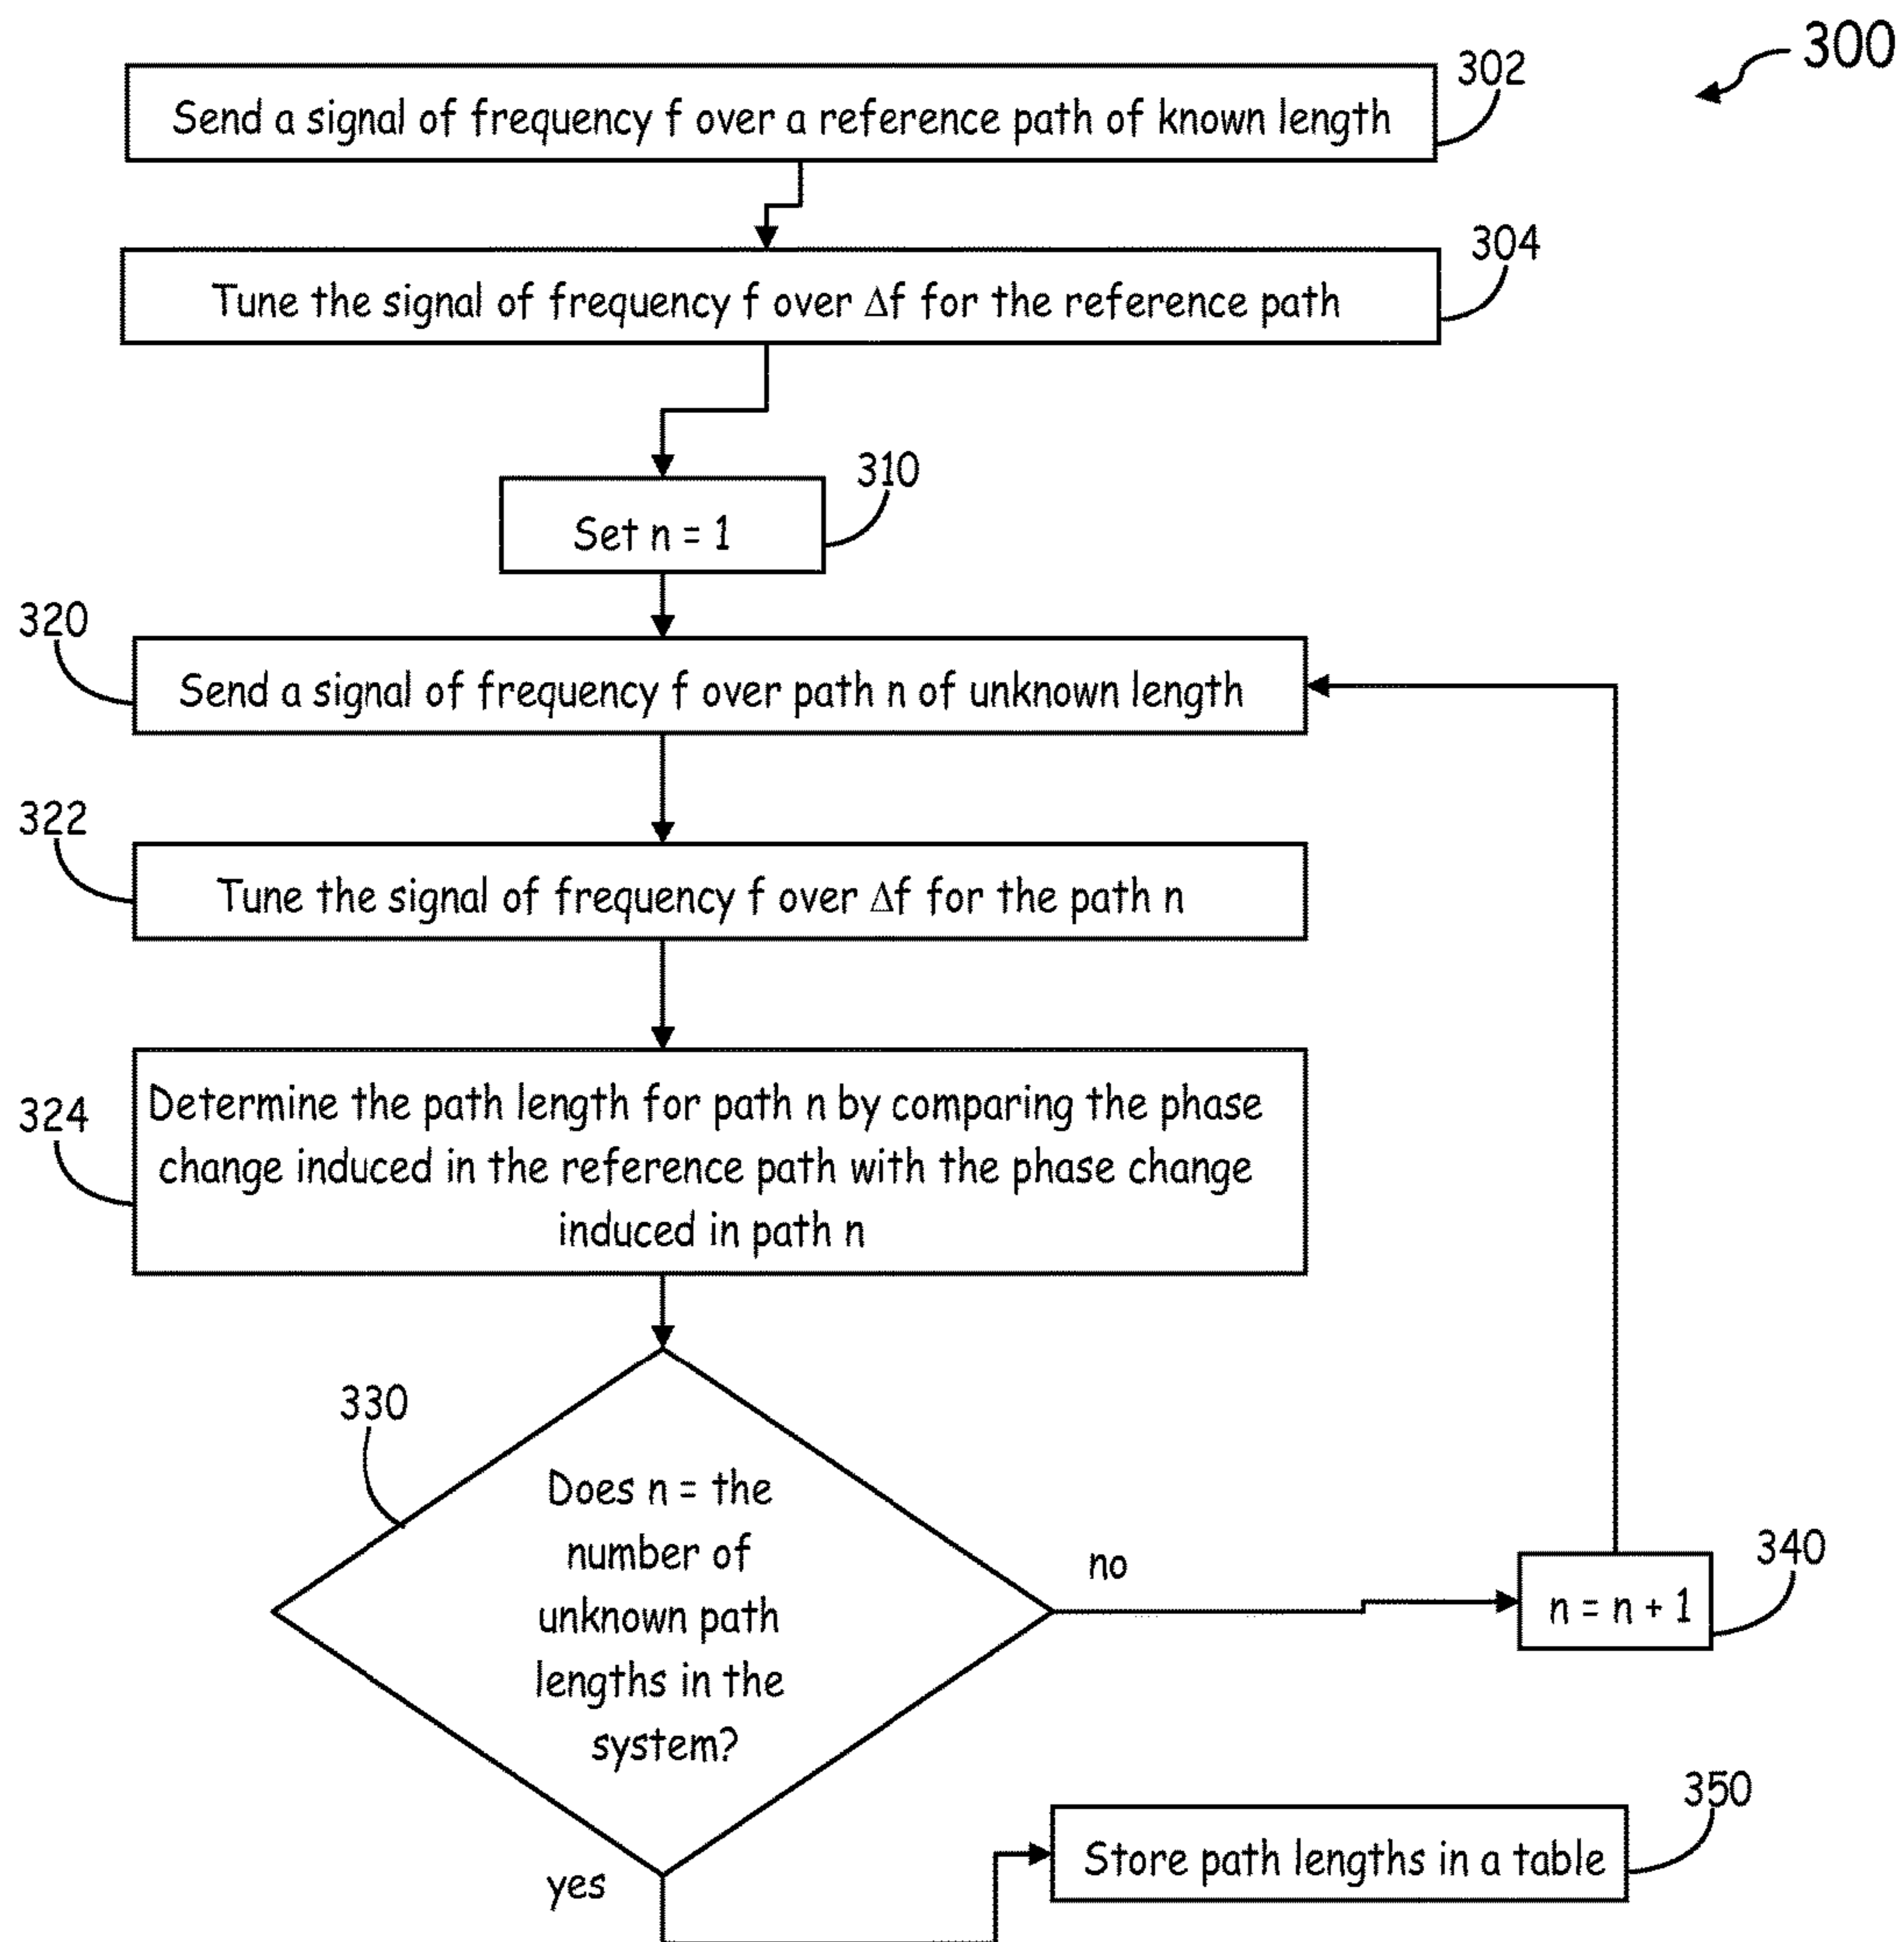 300
302
Send a signal of frequency f over a reference path of known length
304
Tune the signal of frequency f over Δf for the reference path
310
Set n = 1
320
Send a signal of frequency f over path n of unknown length
322
Tune the signal of frequency f over Δf for the path n
324
Determine the path length for path n by comparing the phase
change induced in the reference path with the phase change
induced in path n
330
Does n = the
number of
unknown path
lengths in the
system?
no
340
n = n + 1
yes
350
Store path lengths in a table